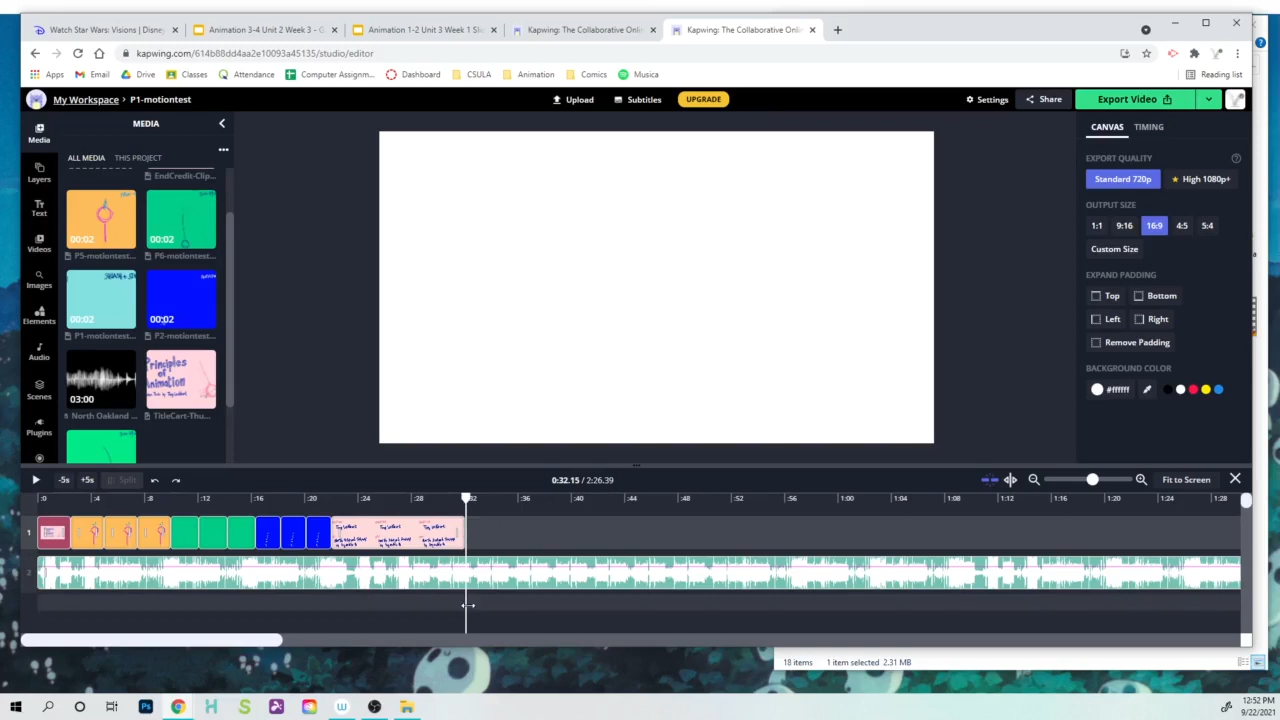 Watch Star Wars: Visions | Disney
Animation 3-4 Unit 2 Week 3 - G
Animation 1-2 Unit 3 Week 1 Sli
Kapwing: The Collaborative Onli
Kapwing: The Collaborative Onli
kapwing.com/614b88dd4aa2e10093a45135/studio/editor
Apps Email Drive Classes Attendance Computer Assignm... Dashboard CSULA Animation Comics Musica Reading list
My Workspace > P1-motiontest
Upload Subtitles UPGRADE Settings Share Export Video
Media
MEDIA
CANVAS TIMING
ALL MEDIA THIS PROJECT
EXPORT QUALITY
Layers
EndCredit-Clip...
Standard 720p High 1080p+
Text
OUTPUT SIZE
1:1 9:16 16:9 4:5 5:4
Videos
00:02 00:02
Custom Size
P5-motiontest... P6-motiontest...
Images
EXPAND PADDING
Top Bottom
Elements
00:02 00:02
Left Right
P1-motiontest... P2-motiontest...
Remove Padding
Audio
Principles
of
Animation
BACKGROUND COLOR
Scenes
#ffffff
03:00
North Oakland ... TitleCart-Thu...
Plugins
-5s +5s Split 0:32.15 / 2:26.39 Fit to Screen
:0 :4 :8 :12 :16 :20 :24 :28 :32 :36 :40 :44 :48 :52 :56 1:00 1:04 1:08 1:12 1:16 1:20 1:24 1:28
1
2
18 items 1 item selected 2.31 MB
12:52 PM
9/22/2021